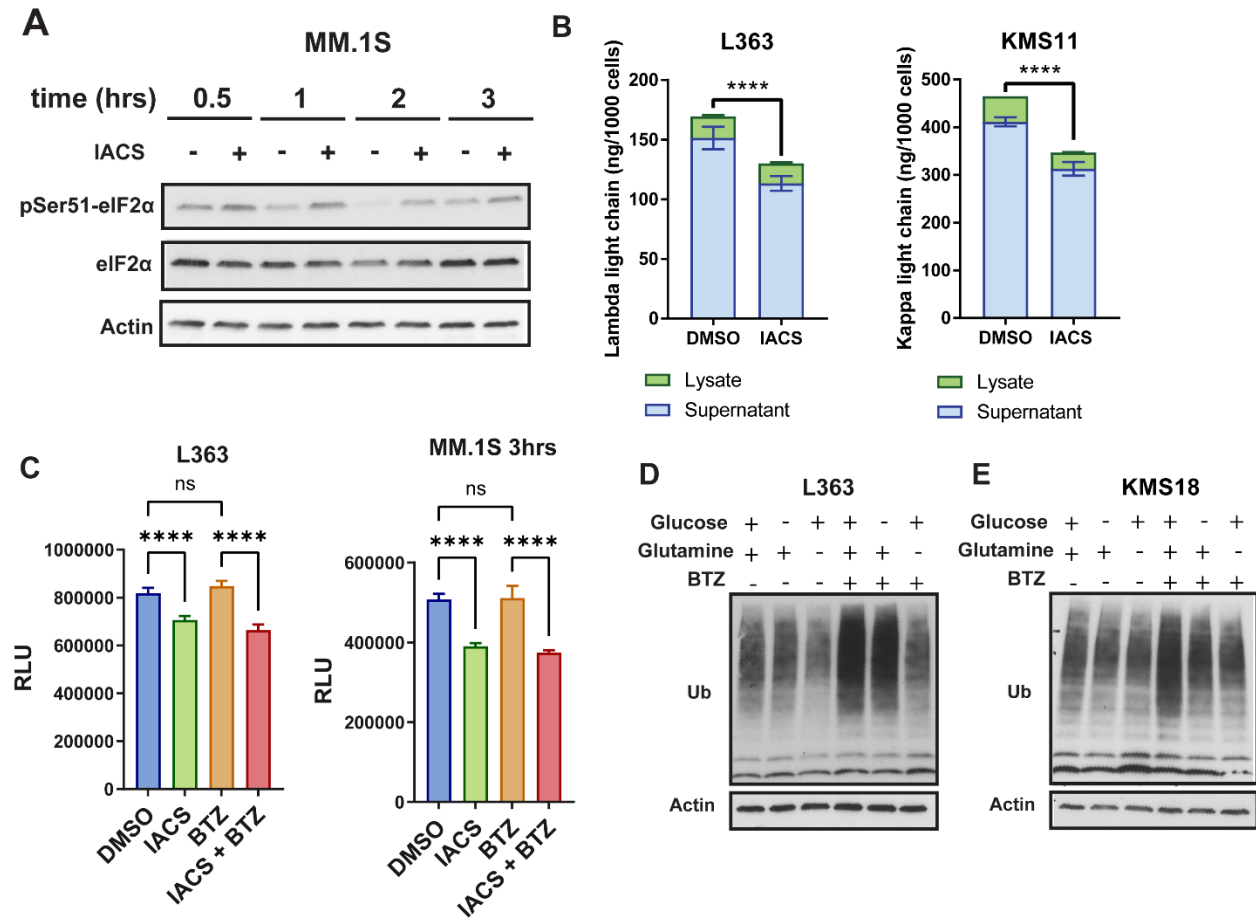 A
MM.1S
time (hrs) 0.5 1 2 3
IACS - + - + - + - +
pSer51-eIF2α
eIF2α
Actin
B
L363
Lambda light chain (ng/1000 cells)
200
150
100
50
0
****
DMSO IACS
Lysate
Supernatant
KMS11
Kappa light chain (ng/1000 cells)
500
400
300
200
100
0
****
DMSO IACS
Lysate
Supernatant
C
L363
ns
**** ****
RLU
1000000
800000
600000
400000
200000
0
DMSO
IACS
BTZ
IACS + BTZ
MM.1S 3hrs
ns
**** ****
RLU
600000
400000
200000
0
DMSO
IACS
BTZ
IACS + BTZ
D
L363
Glucose + - + + - +
Glutamine + + - + + -
BTZ - - - + + +
Ub
Actin
E
KMS18
Glucose + - + + - +
Glutamine + + - + + -
BTZ - - - + + +
Ub
Actin